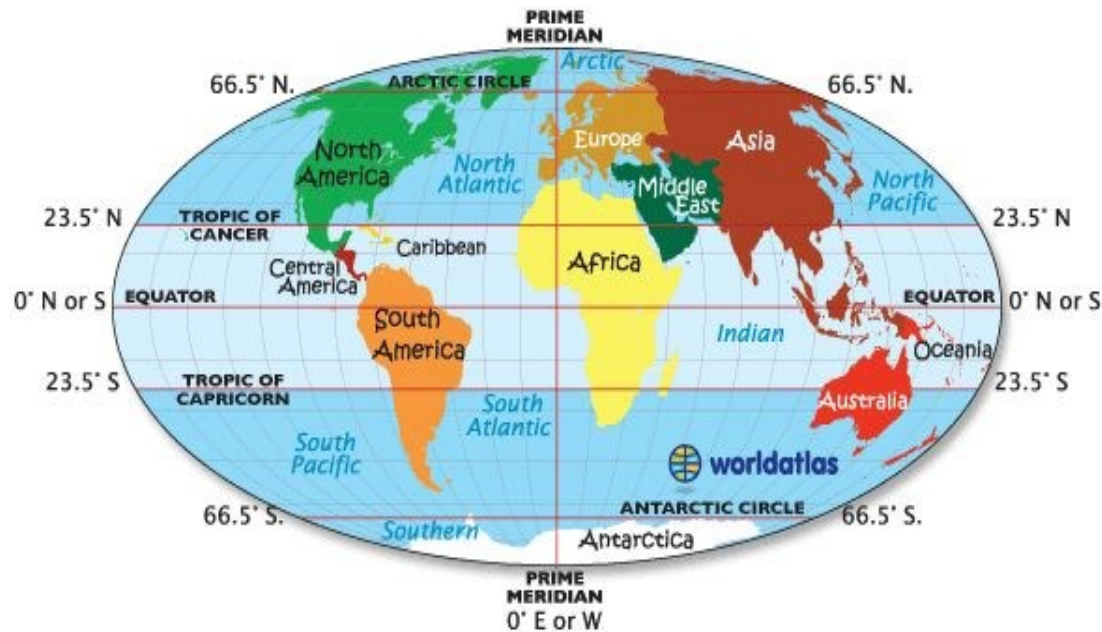 PRIME
MERIDIAN
Arctic
66.5° N.
ARCTIC CIRCLE
66.5° N.
North
America
North
Atlantic
Europe
Asia
Middle
East
North
Pacific
23.5° N
TROPIC OF
CANCER
23.5° N
Caribbean
Central
America
Africa
0° N or S
EQUATOR
EQUATOR
0° N or S
South
America
Indian
Oceania
23.5° S
TROPIC OF
CAPRICORN
23.5° S
South
Atlantic
Australia
South
Pacific
worldatlas
66.5° S.
ANTARCTIC CIRCLE
66.5° S.
Southern
Antarctica
PRIME
MERIDIAN
0° E or W